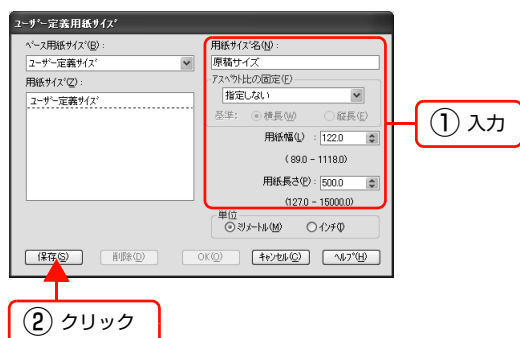 ユーザー定義用紙サイズ
ベース用紙サイズ(B):
ユーザー定義サイズ
用紙サイズ(Z):
ユーザー定義サイズ
用紙サイズ名(N):
原稿サイズ
アスペクト比の固定(F)
指定しない
基準: 横長(W) 縦長(E)
用紙幅(L) : 122.0
( 89.0 - 1118.0)
用紙長さ(P): 500.0
(127.0 - 15000.0)
単位
ミリメートル(M) インチ(I)
保存(S) 削除(D) OK(O) キャンセル(C) ヘルプ(H)
① 入力
② クリック